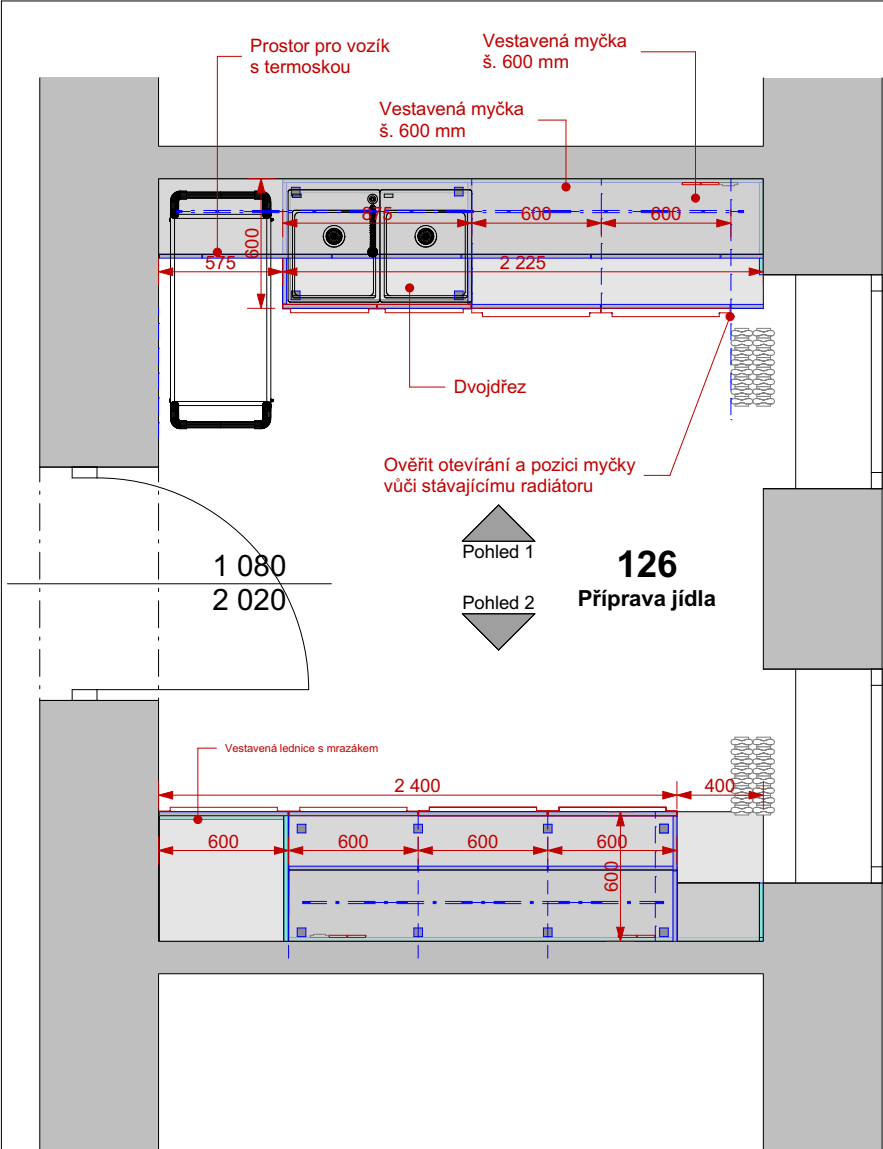 Prostor pro vozík
s termoskou
Vestavená myčka
š. 600 mm
Vestavená myčka
š. 600 mm
875
600
600
600
575
2 225
Dvojdřez
Ověřit otevírání a pozici myčky
vůči stávajícímu radiátoru
1 080
2 020
Pohled 1
Pohled 2
126
Příprava jídla
Vestavená lednice s mrazákem
2 400
400
600
600
600
600
600